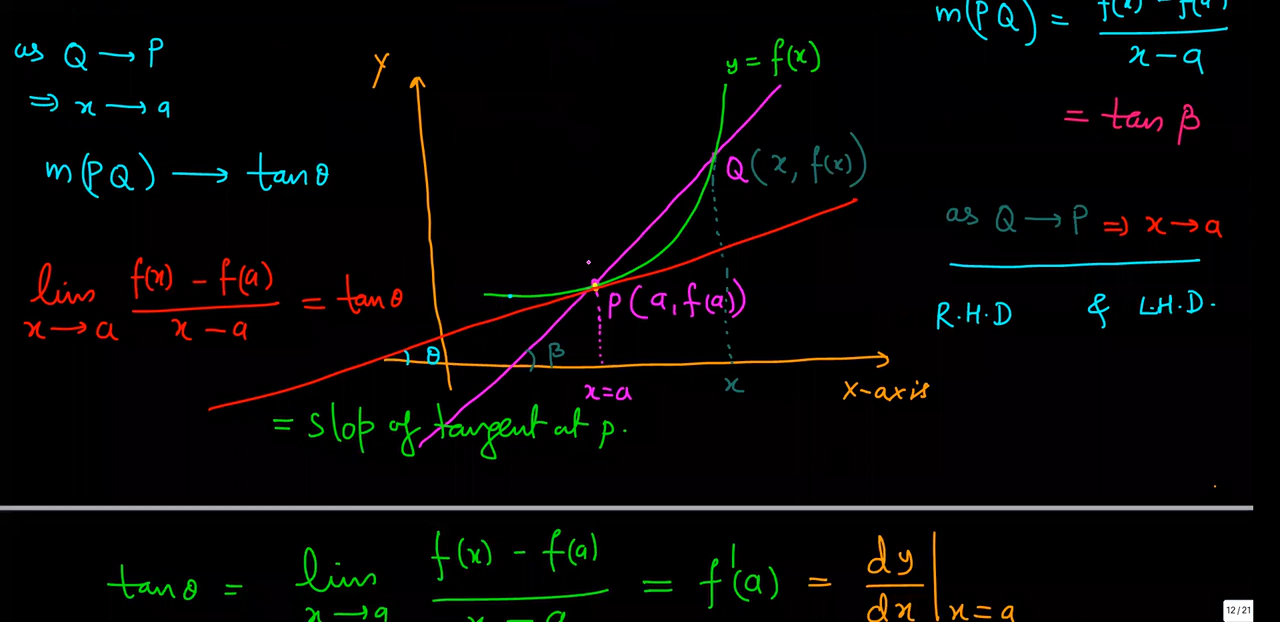 as Q → P
⇒ x → a
m(PQ) → tanθ
lim x→a (f(x) - f(a))/(x - a) = tanθ
Y
y = f(x)
Q(x, f(x))
P(a, f(a))
θ
β
x=a
x
X-axis
= Slop of tangent at p.
m(PQ) = (f(x) - f(a))/(x - a)
= tan β
as Q → P ⇒ x → a
R.H.D & L.H.D.
tanθ = lim x→a (f(x) - f(a))/(x - a) = f'(a) = dy/dx | x=a
12/21